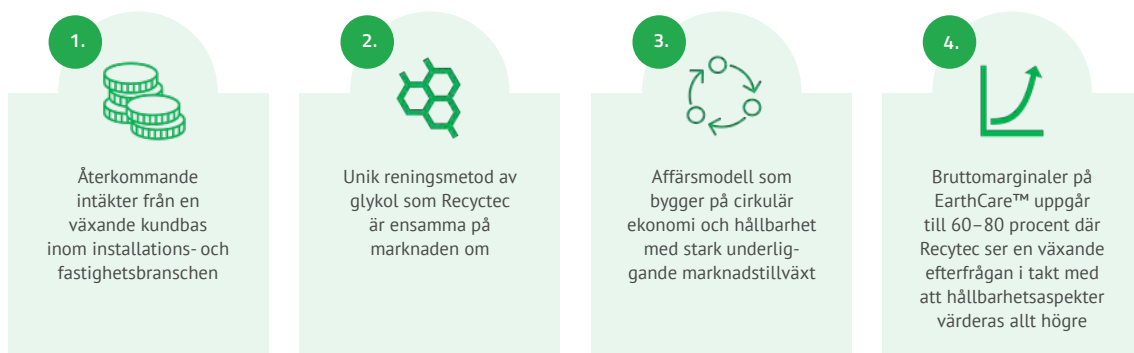 1.
Återkommande
intäkter från en
växande kundbas
inom installations- och
fastighetsbranschen
2.
Unik reningsmetod av
glykol som Recyctec
är ensamma på
marknaden om
3.
Affärsmodell som
bygger på cirkulär
ekonomi och hållbarhet
med stark underlig-
gande marknadstillväxt
4.
Bruttomarginaler på
EarthCare™ uppgår
till 60–80 procent där
Recytec ser en växande
efterfrågan i takt med
att hållbarhetsaspekter
värderas allt högre